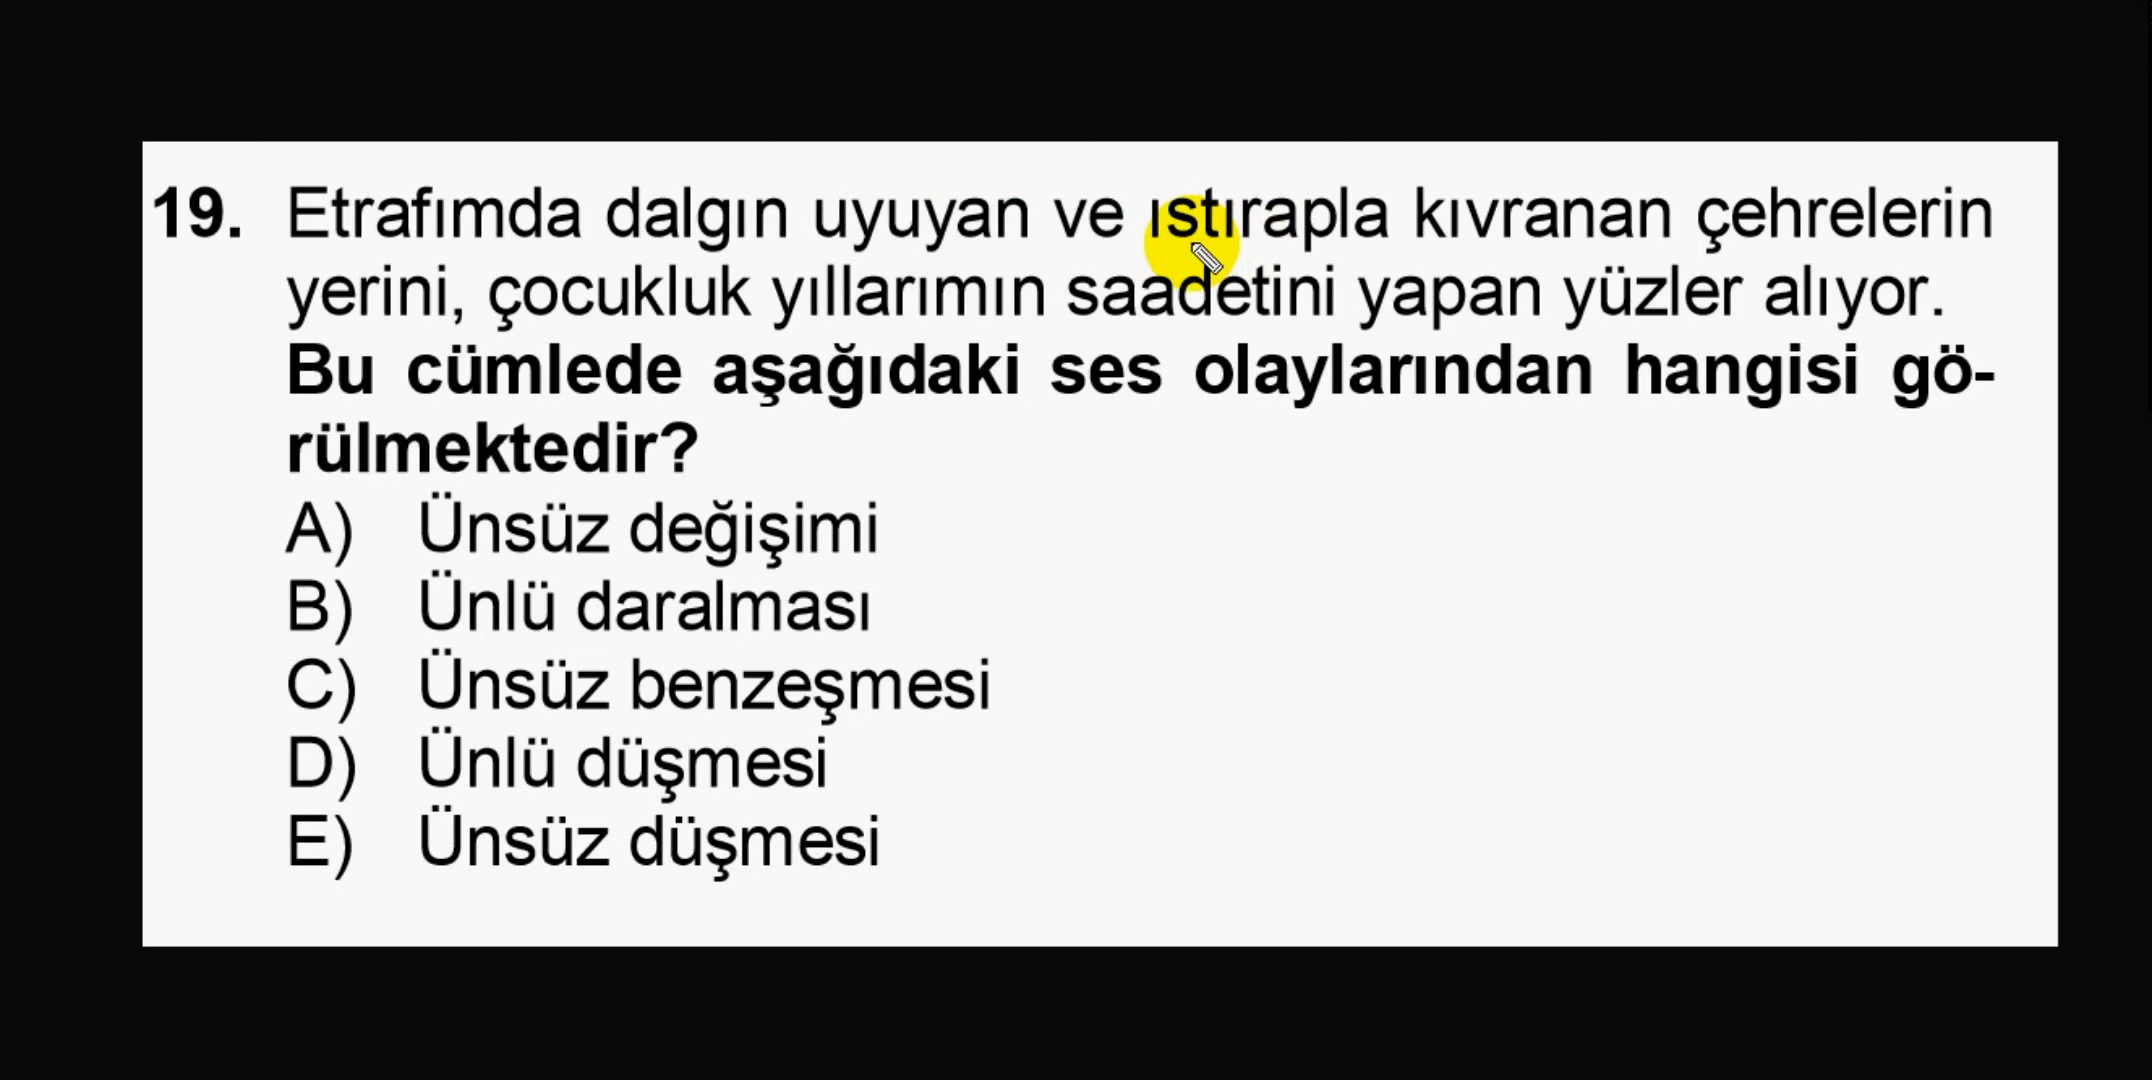 19. Etrafımda dalgın uyuyan ve ıstırapla kıvranan çehrelerin
yerini, çocukluk yıllarımın saadetini yapan yüzler alıyor.
Bu cümlede aşağıdaki ses olaylarından hangisi gö-
rülmektedir?
A) Ünsüz değişimi
B) Ünlü daralması
C) Ünsüz benzeşmesi
D) Ünlü düşmesi
E) Ünsüz düşmesi